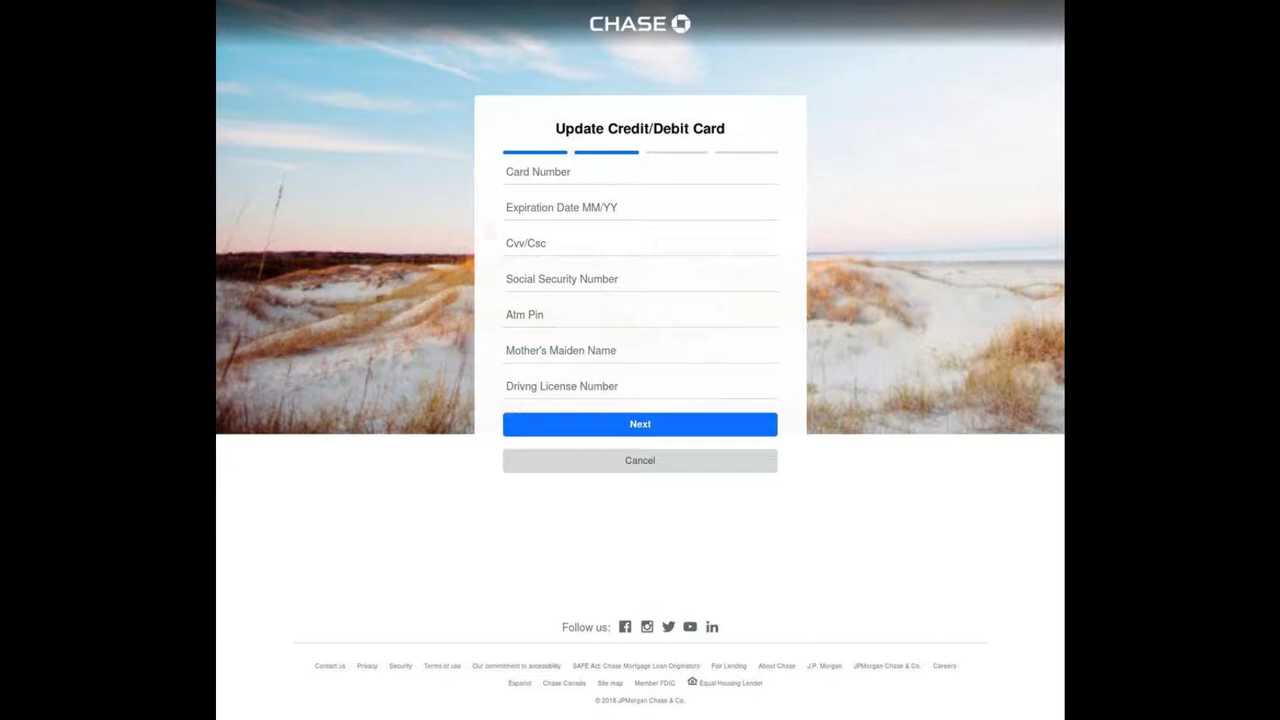 CHASE
Update Credit/Debit Card
Card Number
Expiration Date MM/YY
Cvv/Csc
Social Security Number
Atm Pin
Mother's Maiden Name
Drivng License Number
Next
Cancel
Follow us:
Contact us Privacy Security Terms of use Our commitment to accessibility SAFE Act: Chase Mortgage Loan Originators Fair Lending About Chase J.P. Morgan JPMorgan Chase & Co. Careers
Espanol Chase Canada Site map Member FDIC Equal Housing Lender
© 2018 JPMorgan Chase & Co.